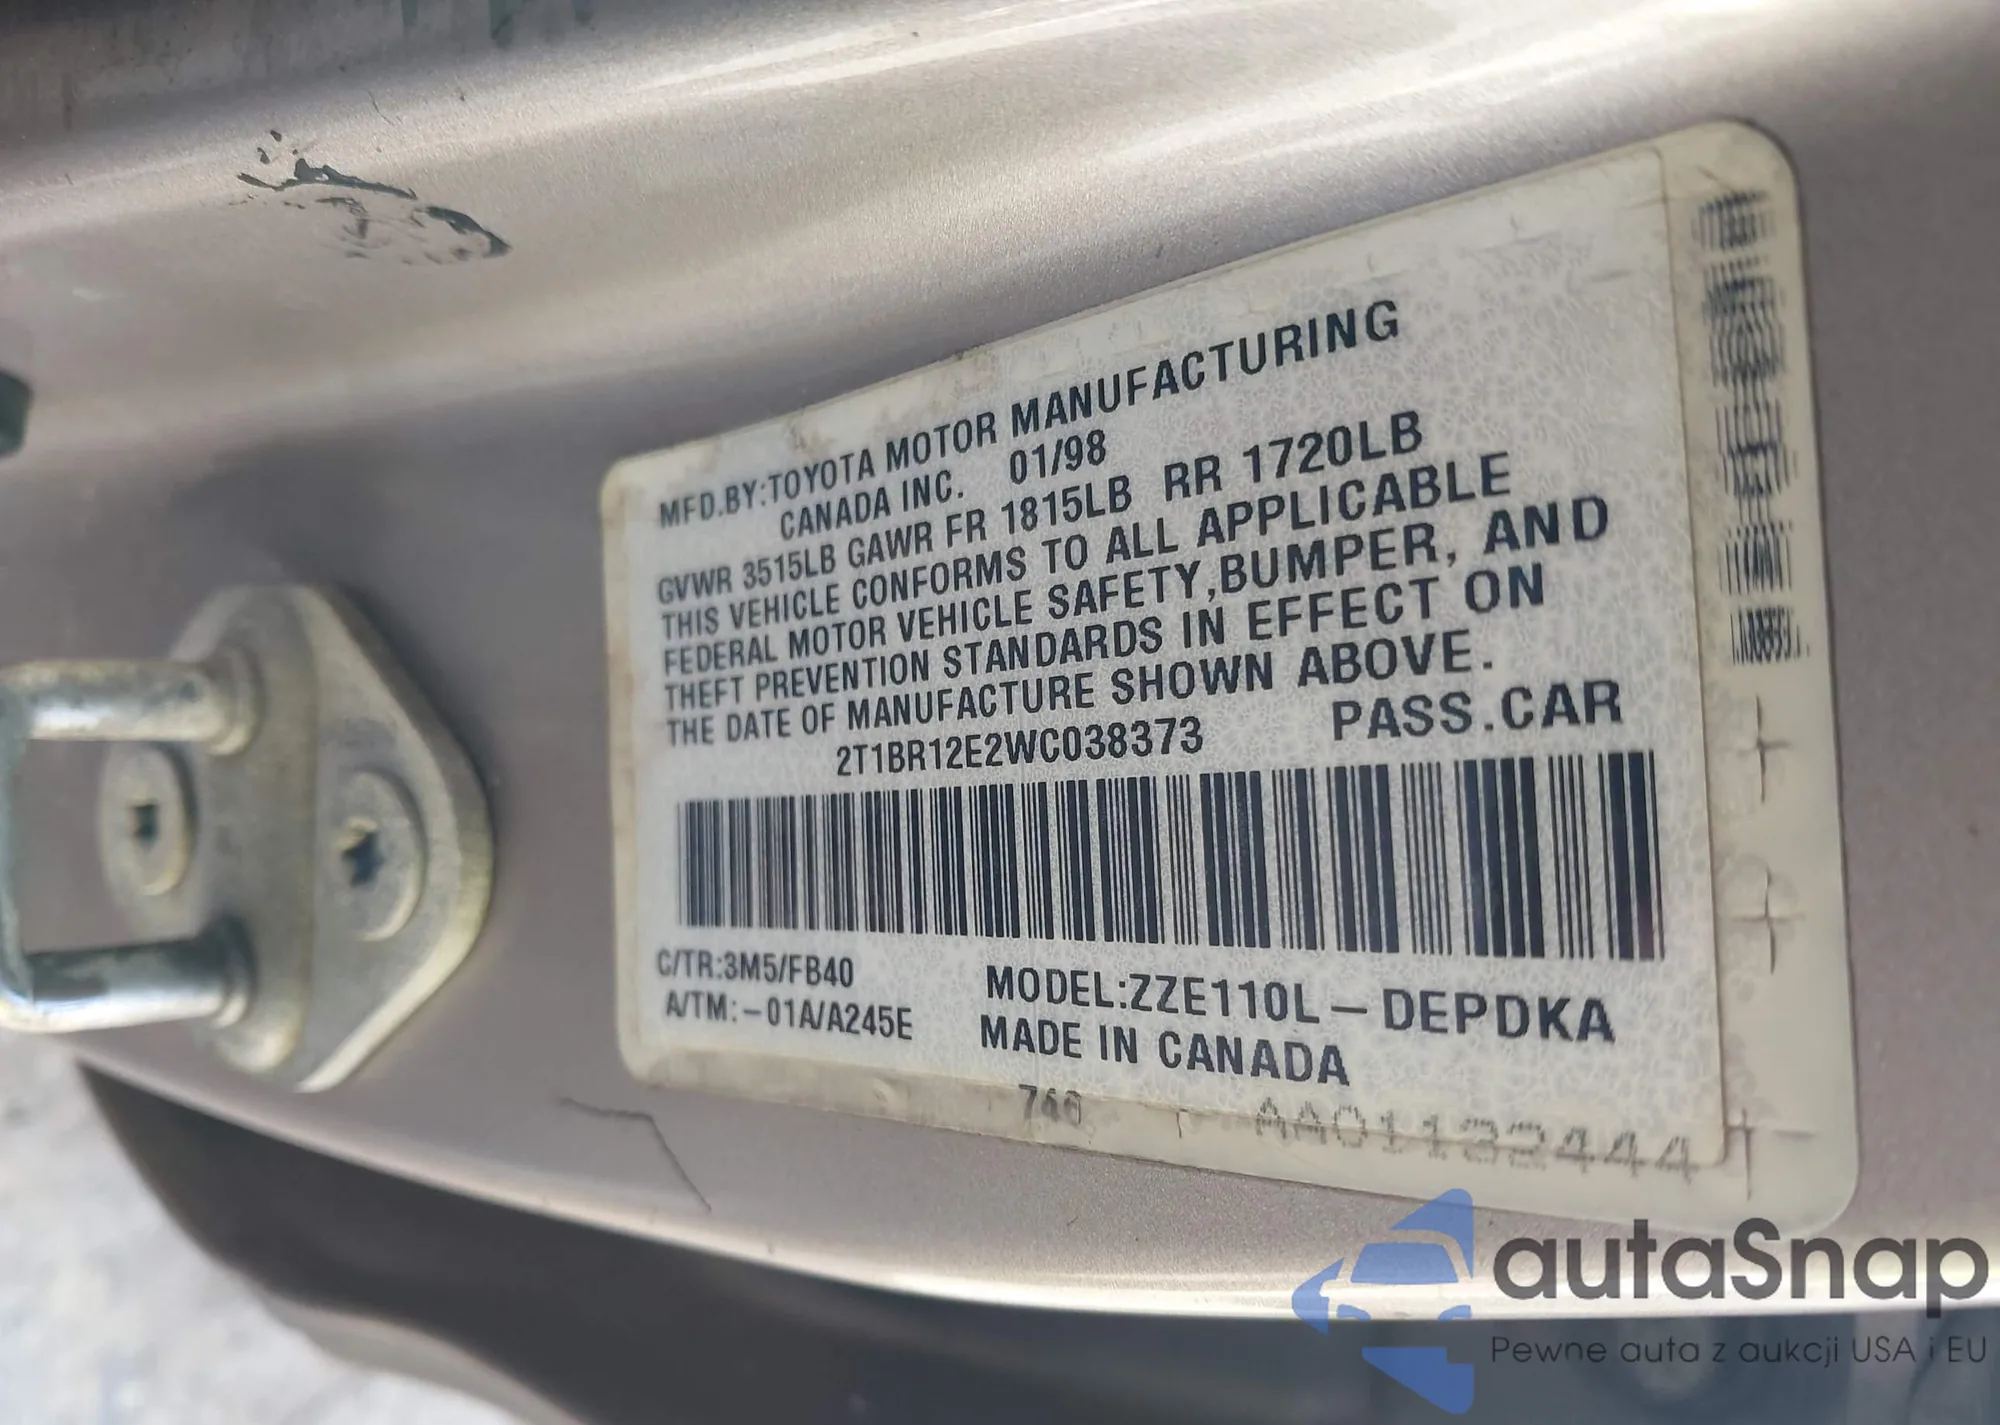 MFD.BY:TOYOTA MOTOR MANUFACTURING
CANADA INC. 01/98
GVWR 3515LB GAWR FR 1815LB RR 1720LB
THIS VEHICLE CONFORMS TO ALL APPLICABLE
FEDERAL MOTOR VEHICLE SAFETY,BUMPER, AND
THEFT PREVENTION STANDARDS IN EFFECT ON
THE DATE OF MANUFACTURE SHOWN ABOVE.
2T1BR12E2WC038373 PASS.CAR
C/TR:3M5/FB40
A/TM:-01A/A245E
MODEL:ZZE110L-DEPDKA
MADE IN CANADA
746 AA01132444
autaSnap
Pewne auta z aukcji USA i EU